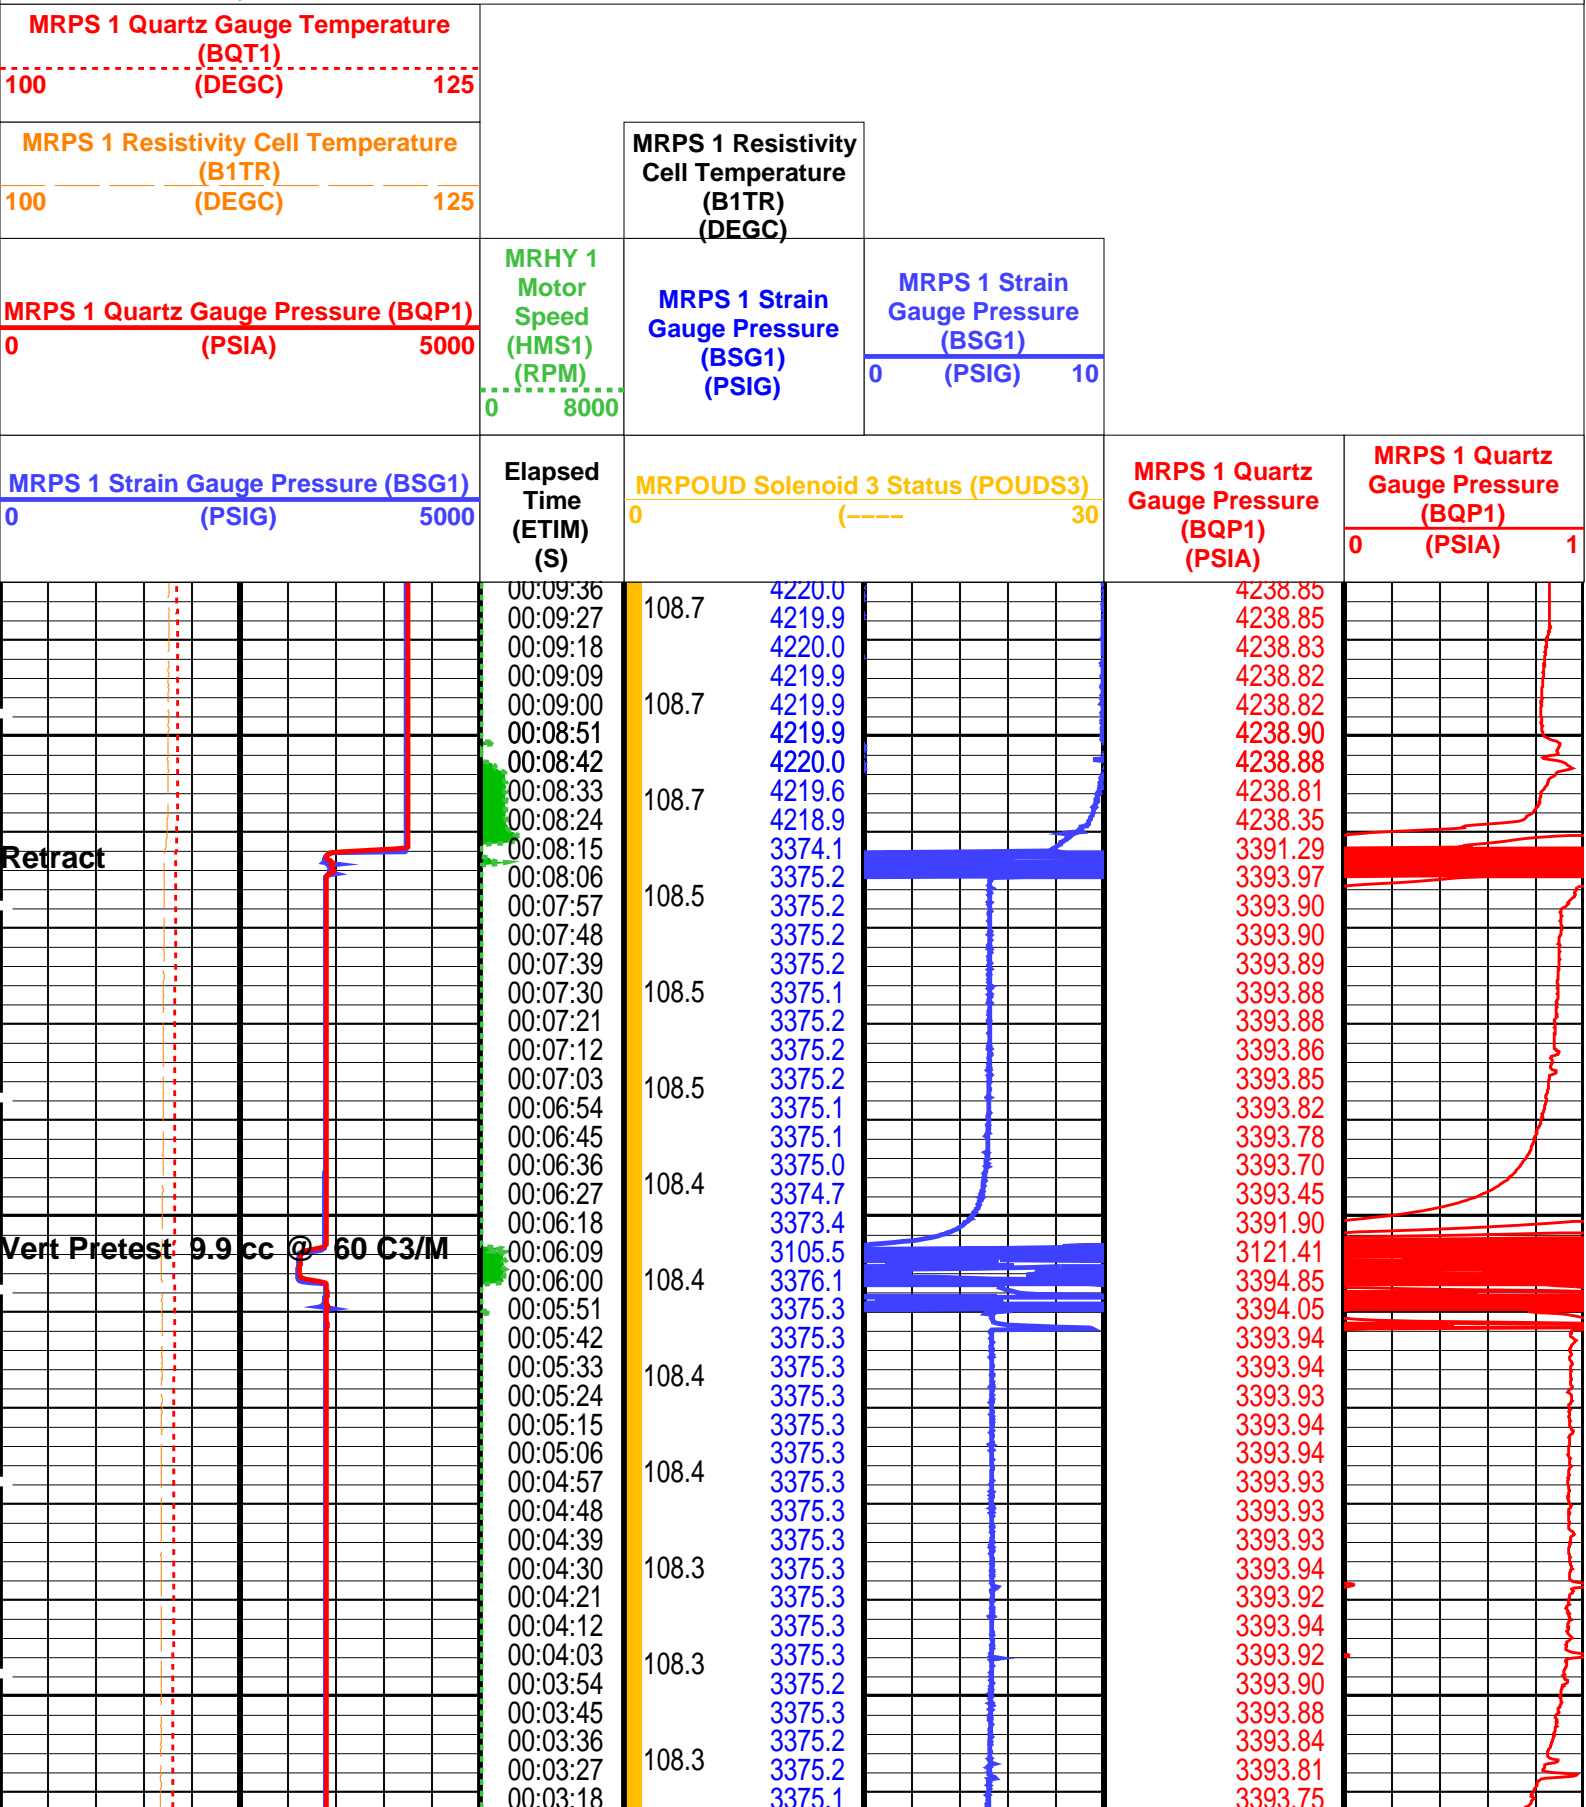 MRPS 1 Quartz Gauge Temperature
(BQT1)
100 (DEGC) 125
MRPS 1 Resistivity Cell Temperature
(B1TR)
100 (DEGC) 125
MRPS 1 Resistivity
Cell Temperature
(B1TR)
(DEGC)
MRPS 1 Quartz Gauge Pressure (BQP1)
0 (PSIA) 5000
MRHY 1
Motor
Speed
(HMS1)
(RPM)
0 8000
MRPS 1 Strain
Gauge Pressure
(BSG1)
(PSIG)
MRPS 1 Strain
Gauge Pressure
(BSG1)
0 (PSIG) 10
MRPS 1 Strain Gauge Pressure (BSG1)
0 (PSIG) 5000
Elapsed
Time
(ETIM)
(S)
MRPOUD Solenoid 3 Status (POUDS3)
0 (---- 30
MRPS 1 Quartz
Gauge Pressure
(BQP1)
(PSIA)
MRPS 1 Quartz
Gauge Pressure
(BQP1)
0 (PSIA) 1
00:09:36 4220.0 4238.85
108.7
00:09:27 4219.9 4238.85
00:09:18 4220.0 4238.83
00:09:09 4219.9 4238.82
00:09:00 108.7 4219.9 4238.82
00:08:51 4219.9 4238.90
00:08:42 4220.0 4238.88
00:08:33 108.7 4219.6 4238.81
00:08:24 4218.9 4238.35
00:08:15 3374.1 3391.29
Retract
00:08:06 3375.2 3393.97
108.5
00:07:57 3375.2 3393.90
00:07:48 3375.2 3393.90
00:07:39 3375.2 3393.89
00:07:30 108.5 3375.1 3393.88
00:07:21 3375.2 3393.88
00:07:12 3375.2 3393.86
00:07:03 108.5 3375.2 3393.85
00:06:54 3375.1 3393.82
00:06:45 3375.1 3393.78
00:06:36 3375.0 3393.70
108.4
00:06:27 3374.7 3393.45
00:06:18 3373.4 3391.90
Vert Pretest 9.9 cc @ 60 C3/M
00:06:09 3105.5 3121.41
00:06:00 108.4 3376.1 3394.85
00:05:51 3375.3 3394.05
00:05:42 3375.3 3393.94
00:05:33 108.4 3375.3 3393.94
00:05:24 3375.3 3393.93
00:05:15 3375.3 3393.94
00:05:06 3375.3 3393.94
108.4
00:04:57 3375.3 3393.93
00:04:48 3375.3 3393.93
00:04:39 3375.3 3393.93
00:04:30 108.3 3375.3 3393.94
00:04:21 3375.3 3393.92
00:04:12 3375.3 3393.94
00:04:03 108.3 3375.3 3393.92
00:03:54 3375.2 3393.90
00:03:45 3375.3 3393.88
00:03:36 3375.2 3393.84
108.3
00:03:27 3375.2 3393.81
00:03:18 3375.1 3393.75